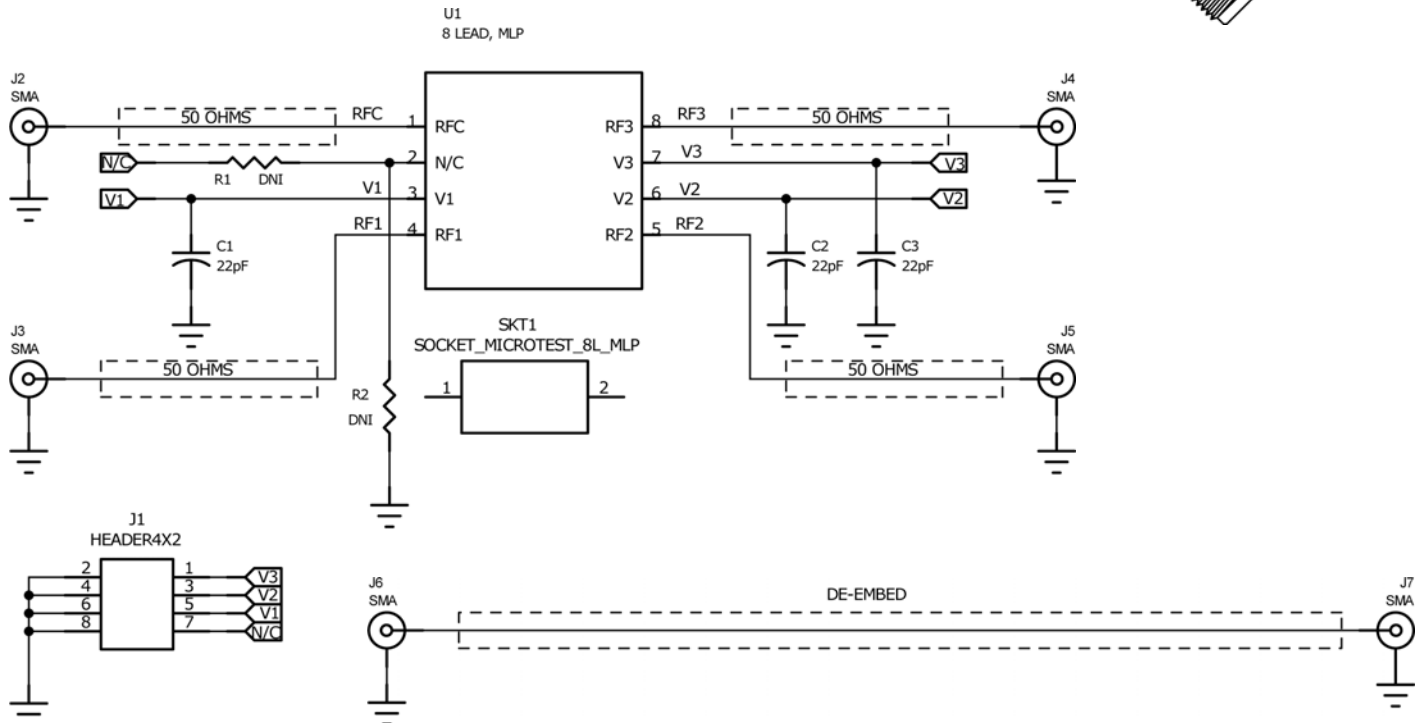 U1
8 LEAD, MLP
J2
SMA
50 OHMS
RFC
1
RFC
RF3
8
RF3
50 OHMS
J4
SMA
N/C
R1
DNI
2
N/C
V3
7
V3
V3
V1
V1
3
V1
V2
6
V2
V2
RF1
4
RF1
RF2
5
RF2
C1
22pF
C2
22pF
C3
22pF
J3
SMA
50 OHMS
SKT1
SOCKET_MICROTEST_8L_MLP
1
2
R2
DNI
50 OHMS
J5
SMA
J1
HEADER4X2
2
1
V3
4
3
V2
6
5
V1
8
7
N/C
J6
SMA
DE-EMBED
J7
SMA